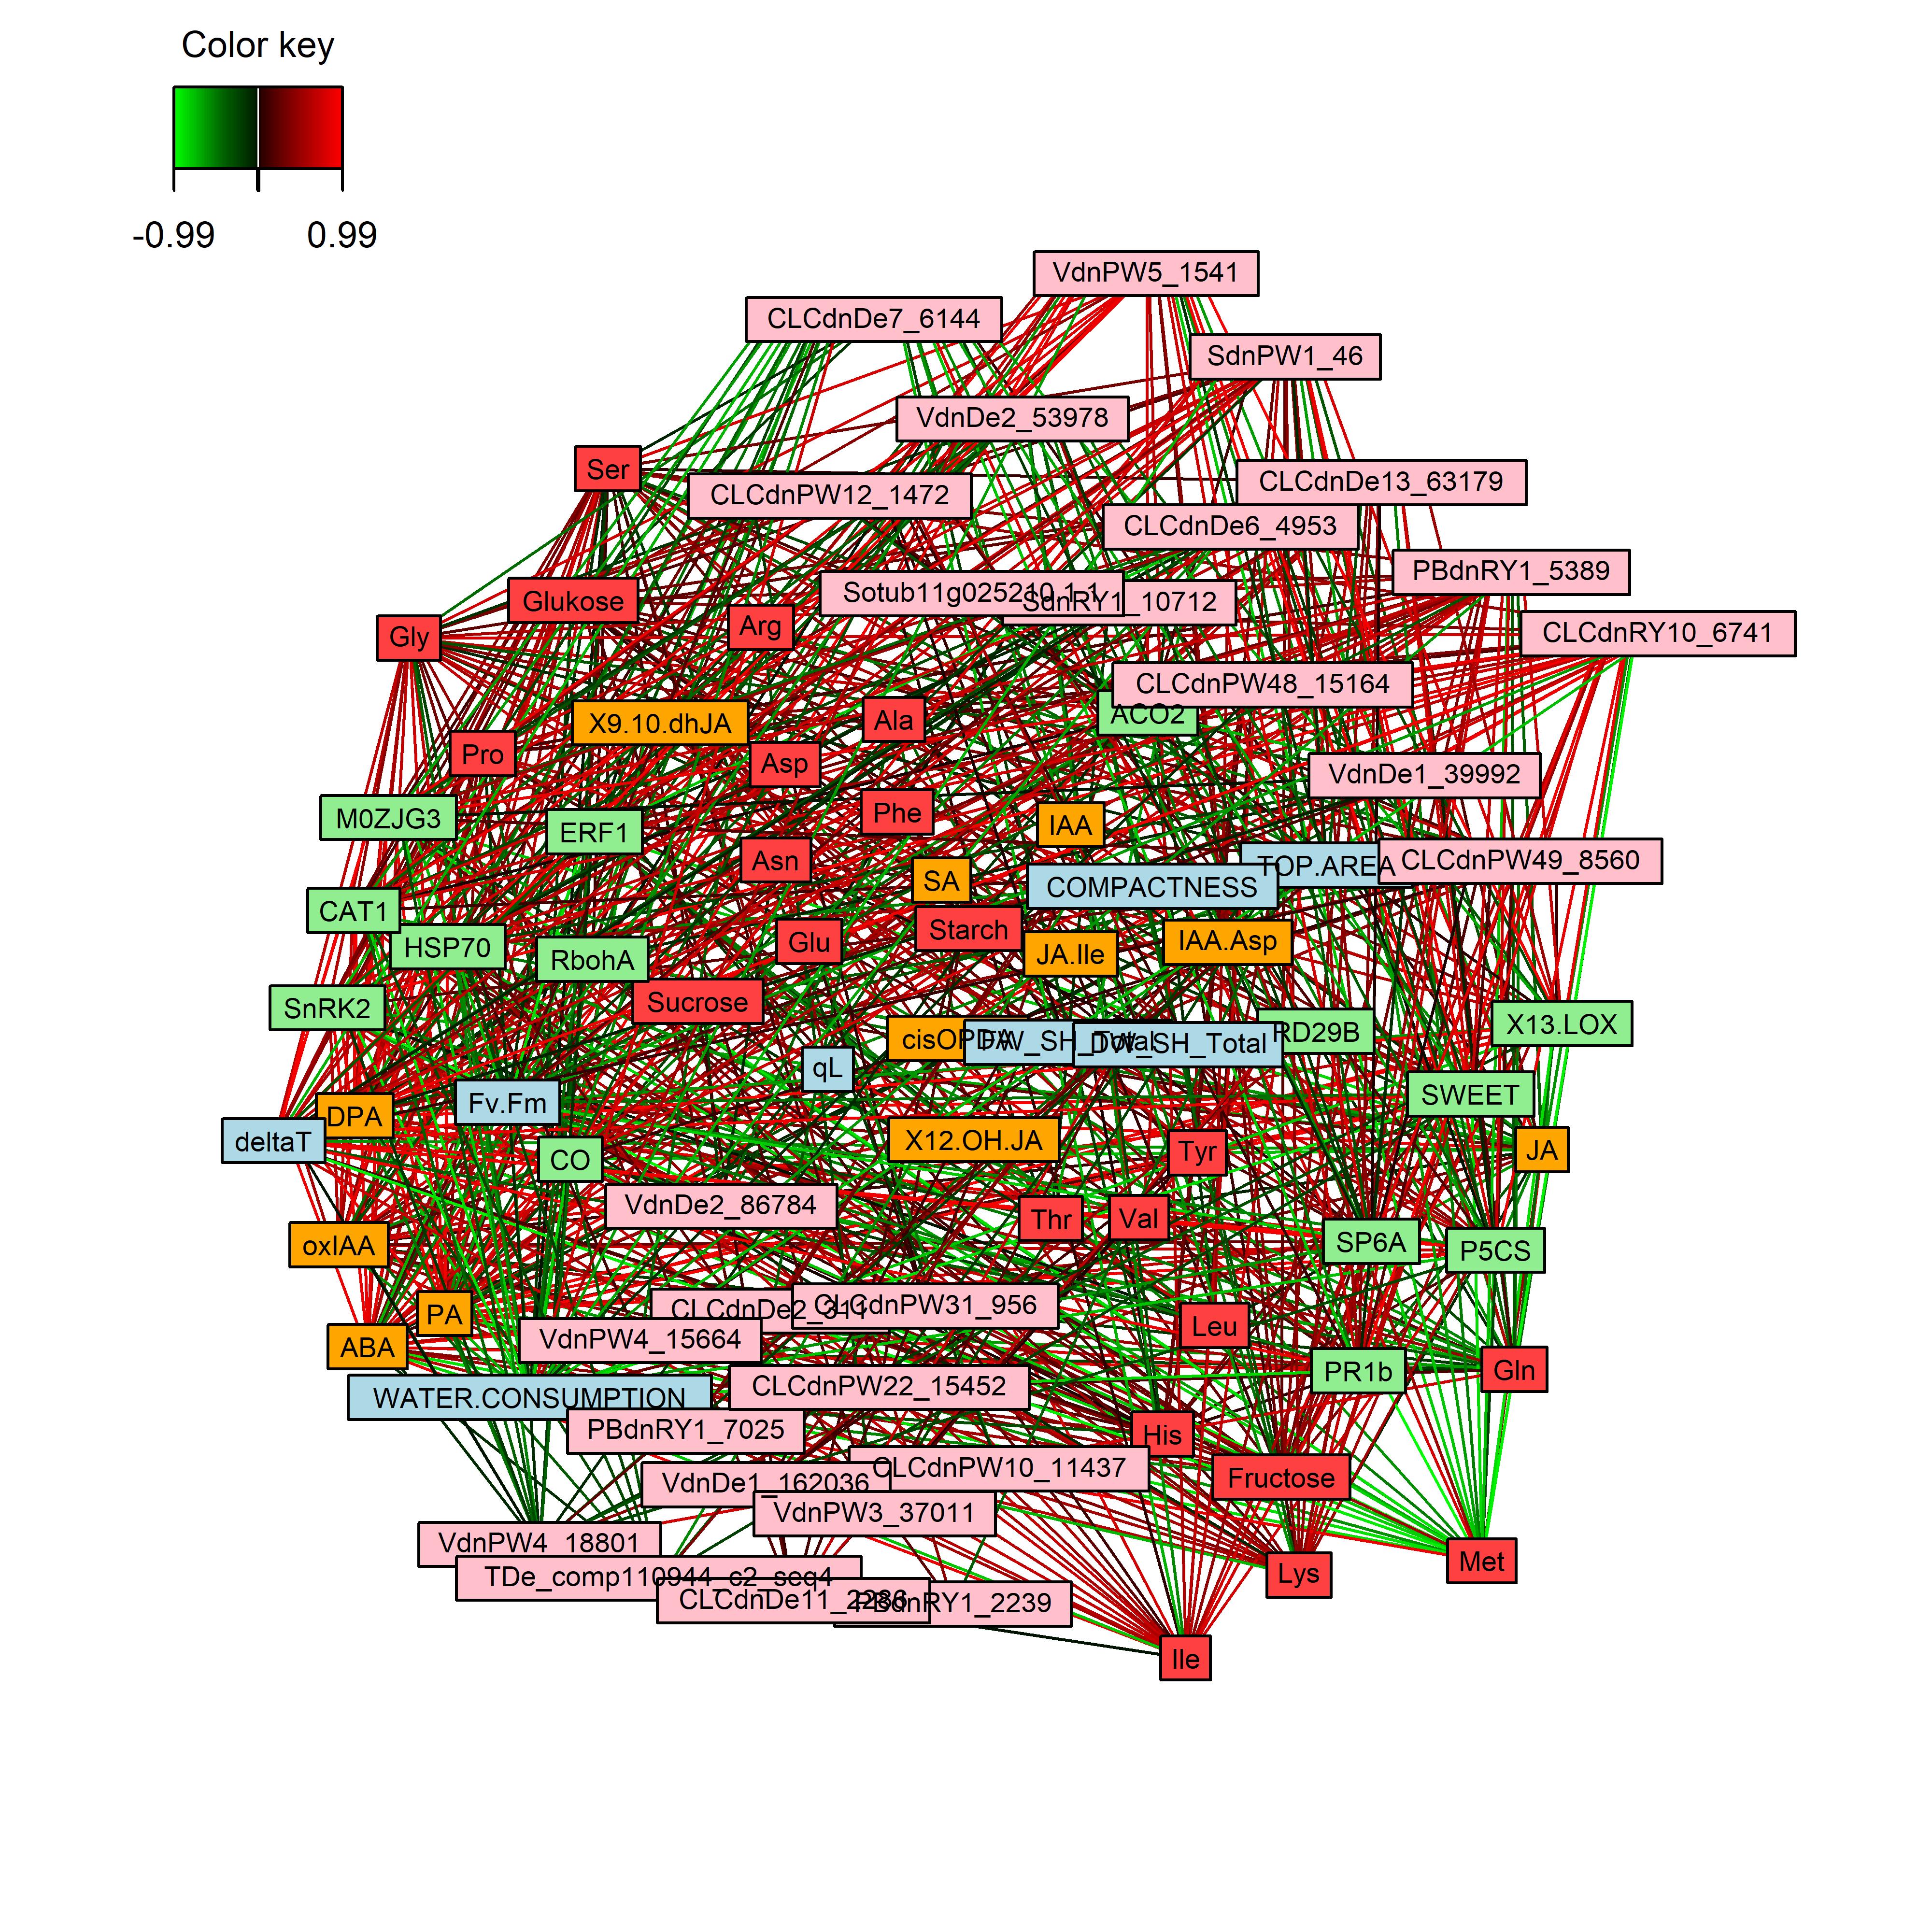 Color key
-0.99 0.99
VdnPW5_1541
CLCdnDe7_6144
SdnPW1_46
VdnDe2_53978
Ser
CLCdnDe13_63179
CLCdnPW12_1472
CLCdnDe6_4953
PBdnRY1_5389
Sotub11g025210.1.1
Glukose
SdnRY1_10712
Arg
Gly
CLCdnRY10_6741
CLCdnPW48_15164
ACO2
X9.10.dhJA
Ala
Pro
Asp
VdnDe1_39992
M0ZJG3
Phe
IAA
ERF1
Asn
TOP.AREA
CLCdnPW49_8560
SA
COMPACTNESS
CAT1
Starch
IAA.Asp
HSP70
Glu
JA.Ile
RbohA
Sucrose
SnRK2
X13.LOX
cisOPDA
FW_SH_Total
DW_SH_Total
RD29B
qL
SWEET
Fv.Fm
DPA
deltaT
X12.OH.JA
Tyr
JA
CO
VdnDe2_86784
Thr
Val
oxIAA
SP6A
P5CS
CLCdnDe2_311
CLCdnPW31_956
PA
Leu
VdnPW4_15664
ABA
PR1b
Gln
WATER.CONSUMPTION
CLCdnPW22_15452
PBdnRY1_7025
His
CLCdnPW10_11437
Fructose
VdnDe1_162036
VdnPW3_37011
VdnPW4_18801
Met
TDe_comp110944_c2_seq4
Lys
CLCdnDe11_2286
PBdnRY1_2239
Ile